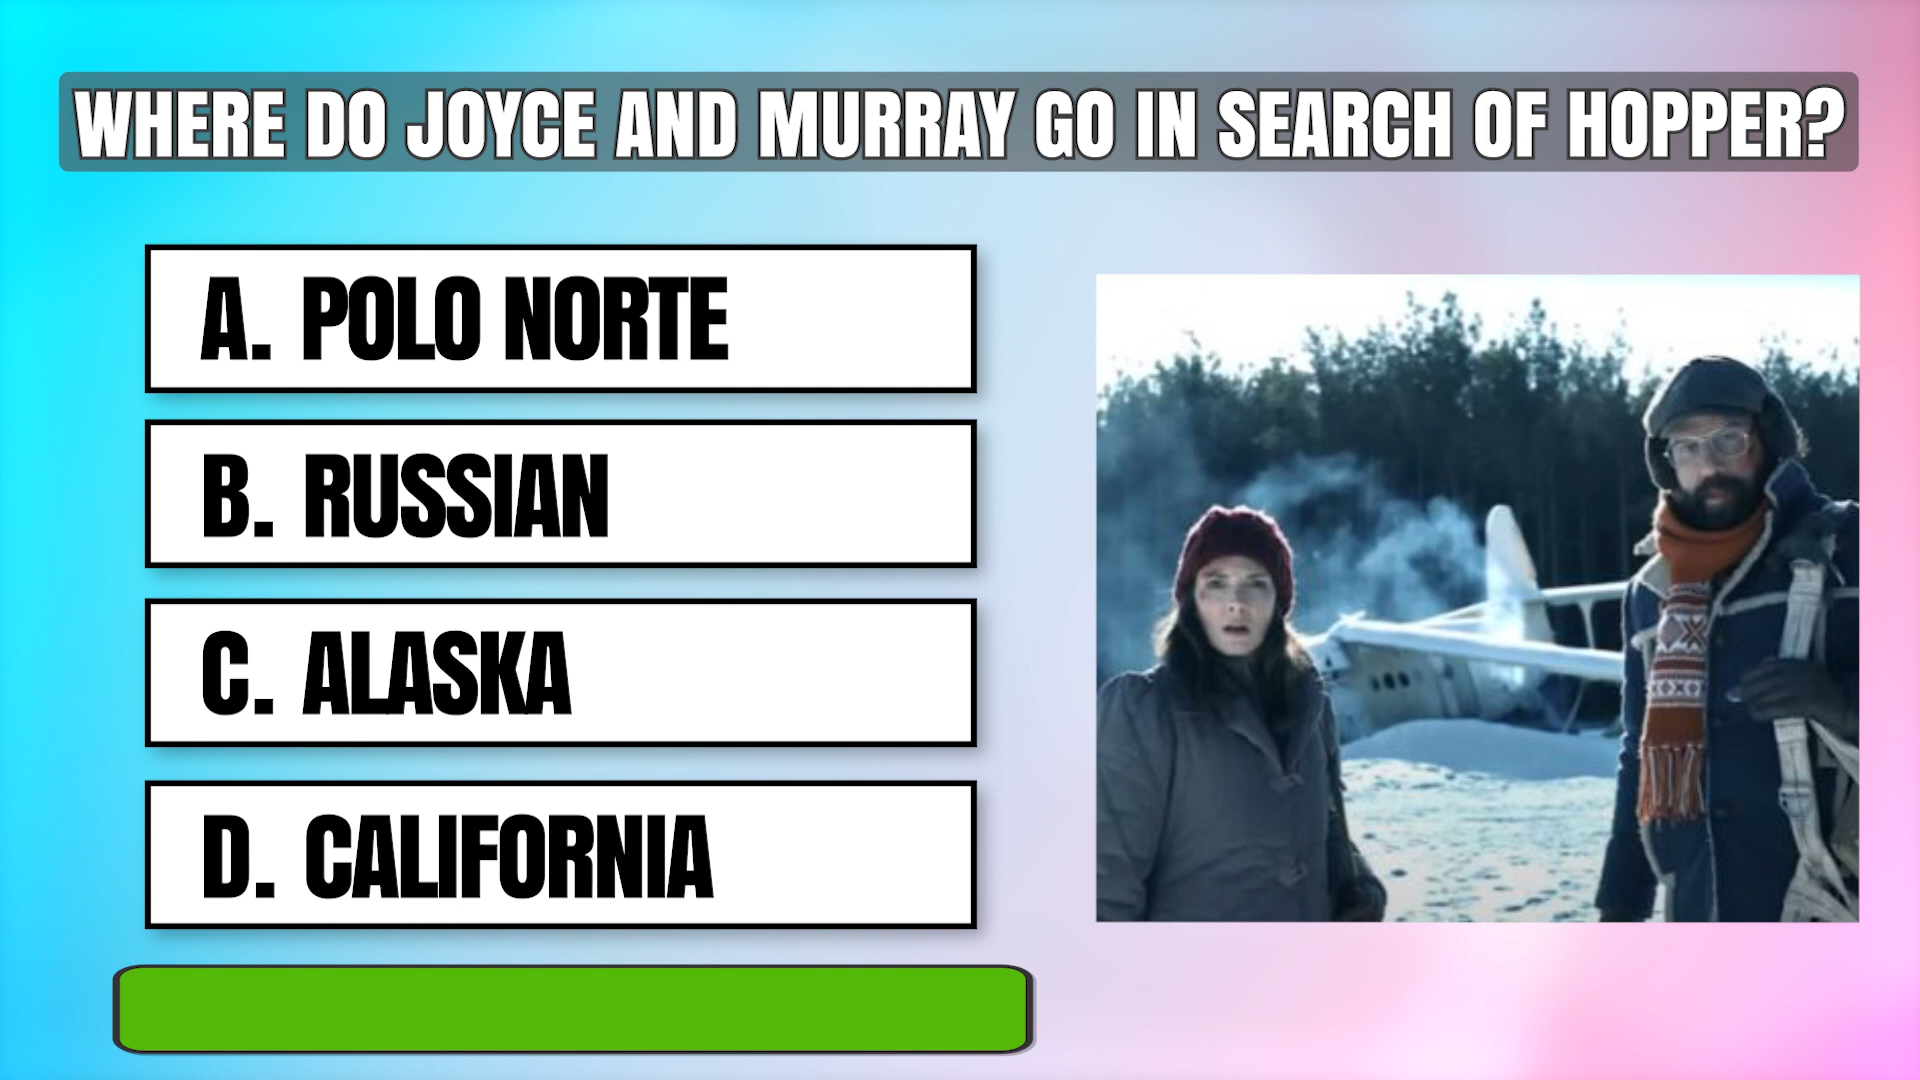 WHERE DO JOYCE AND MURRAY GO IN SEARCH OF HOPPER?
A. POLO NORTE
B. RUSSIAN
C. ALASKA
D. CALIFORNIA